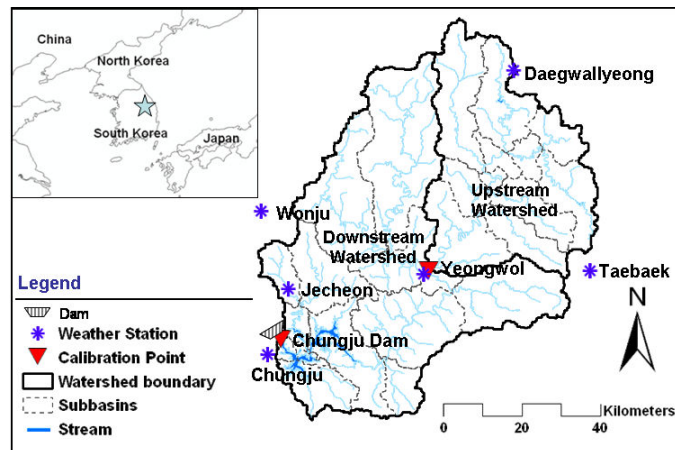 China
North Korea
South Korea
Japan
Daegwallyeong
Upstream
Watershed
Wonju
Downstream
Watershed
Yeongwol
Taebaek
Jecheon
Chungju Dam
Chungju
Legend
Dam
Weather Station
Calibration Point
Watershed boundary
Subbasins
Stream
N
Kilometers
0 10 20 40